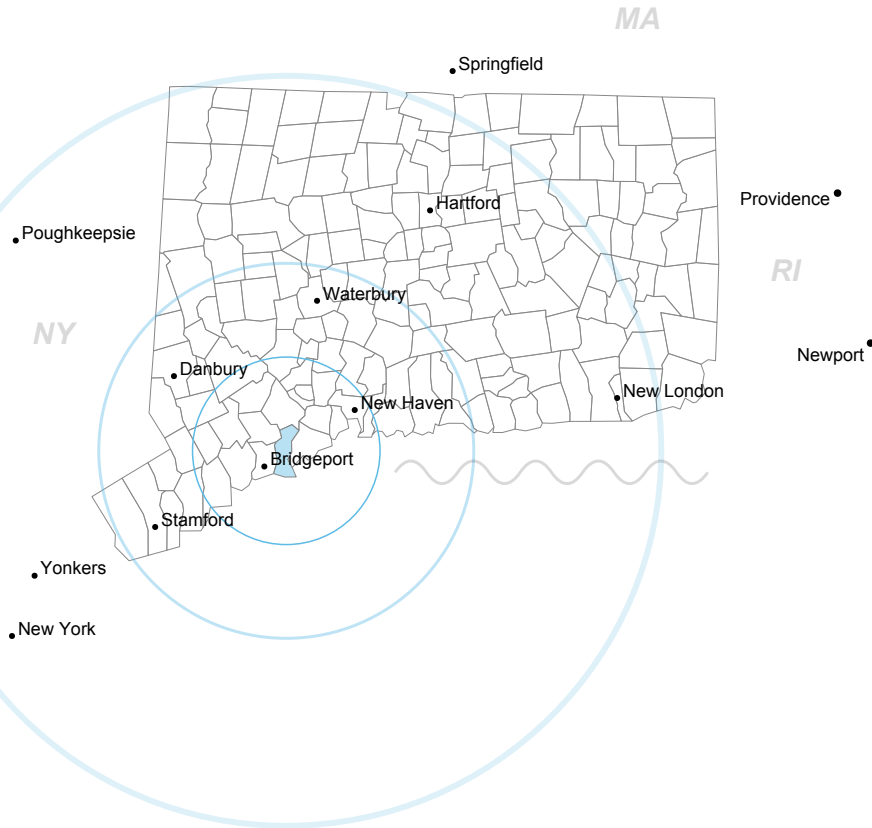 MA
Springfield
Providence
Hartford
Poughkeepsie
RI
Waterbury
NY
Newport
Danbury
New London
New Haven
Bridgeport
Stamford
Yonkers
New York